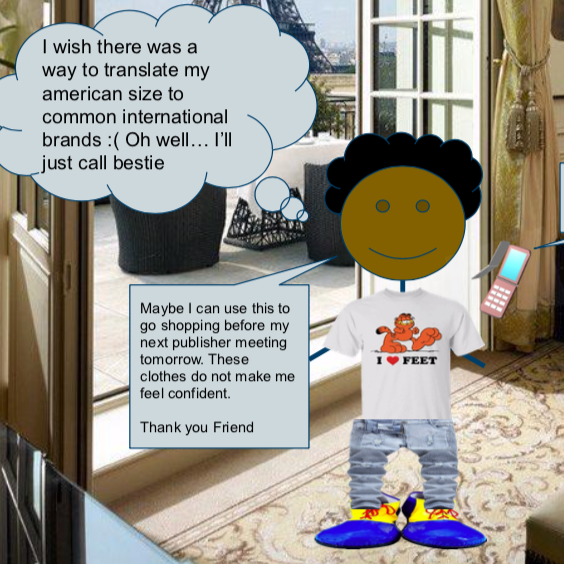 I wish there was a
way to translate my
american size to
common international
brands :( Oh well... I'll
just call bestie
Maybe I can use this to
go shopping before my
next publisher meeting
tomorrow. These
clothes do not make me
feel confident.
Thank you Friend
I ❤ FEET